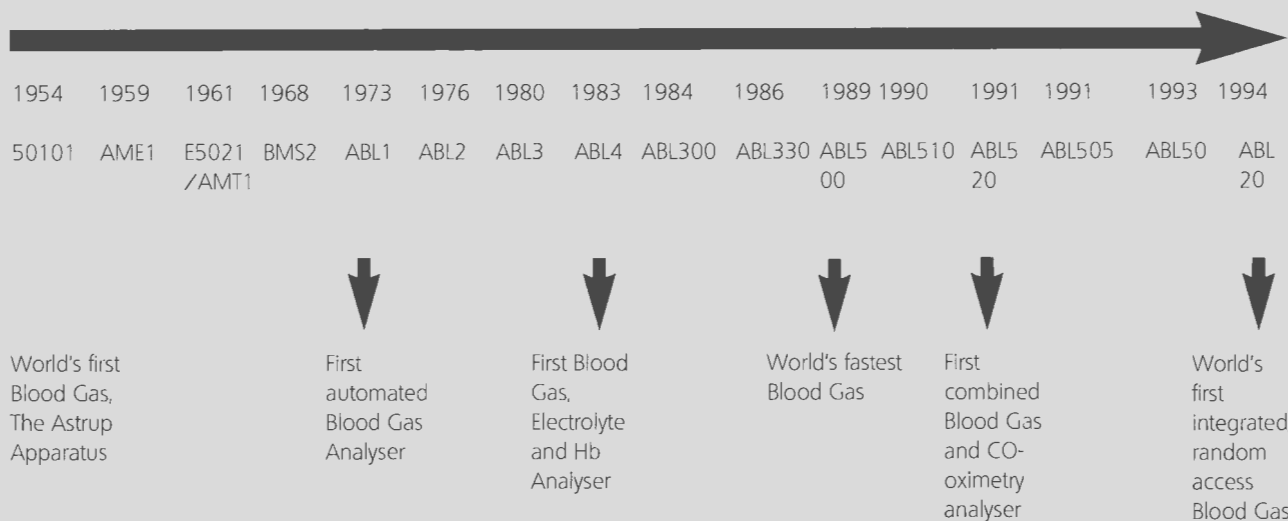 1954 1959 1961 1968 1973 1976 1980 1983 1984 1986 1989 1990 1991 1991 1993 1994
50101 AME1 E5021 BMS2 ABL1 ABL2 ABL3 ABL4 ABL300 ABL330 ABL5 ABL510 ABL5 ABL505 ABL50 ABL
/AMT1 00 20 20
World's first
Blood Gas,
The Astrup
Apparatus
First
automated
Blood Gas
Analyser
First Blood
Gas,
Electrolyte
and Hb
Analyser
World's fastest
Blood Gas
First
combined
Blood Gas
and CO-
oximetry
analyser
World's
first
integrated
random
access
Blood Gas